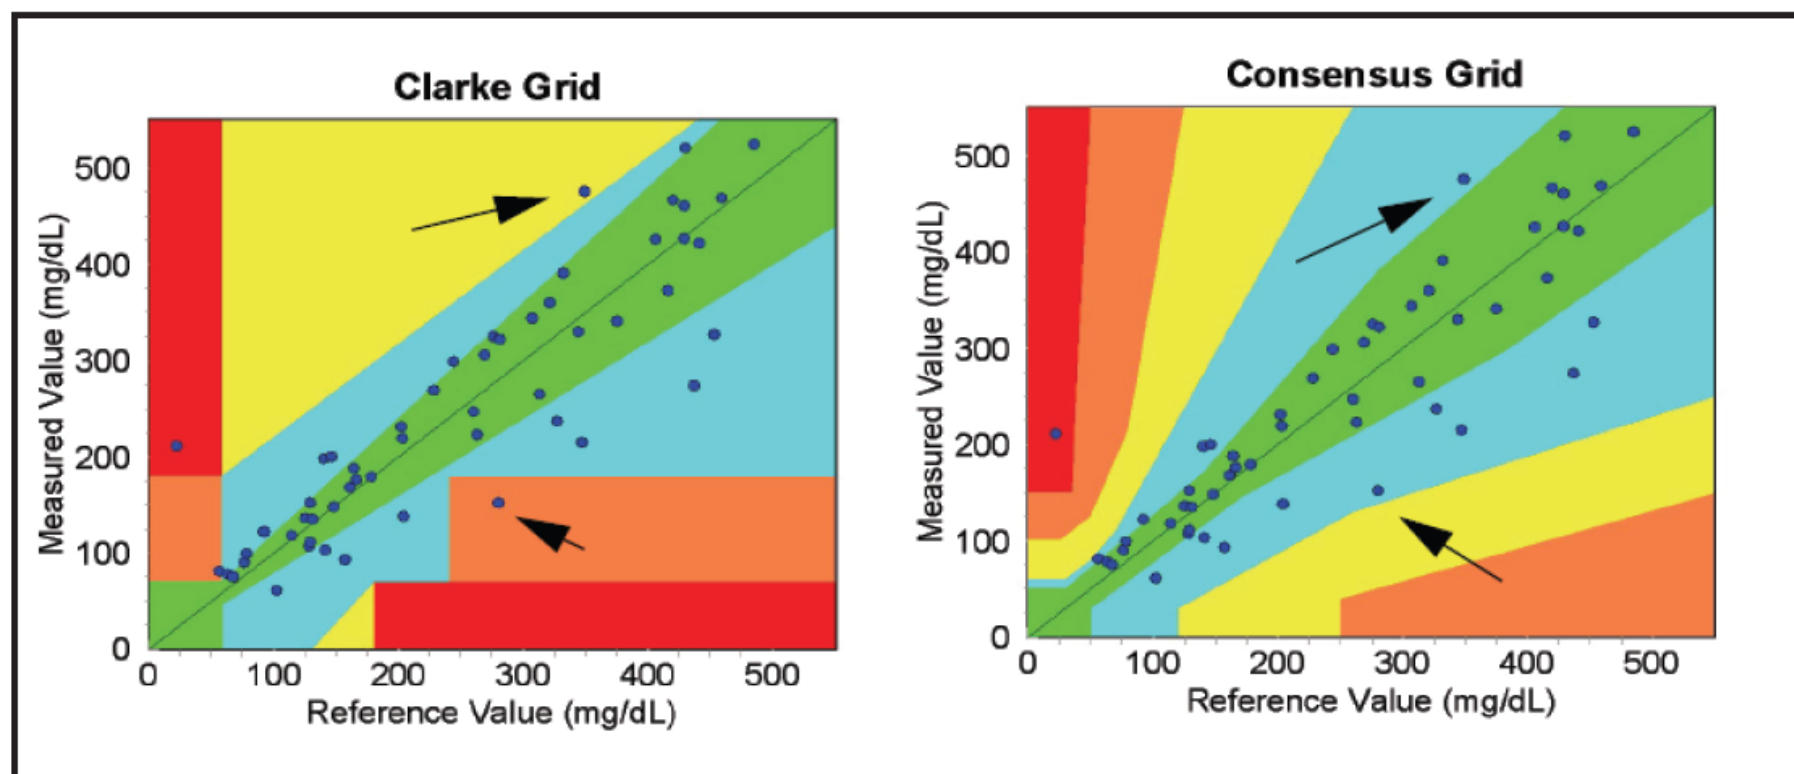 Clarke Grid
Measured Value (mg/dL)
500
400
300
200
100
0
0 100 200 300 400 500
Reference Value (mg/dL)
Consensus Grid
Measured Value (mg/dL)
500
400
300
200
100
0
0 100 200 300 400 500
Reference Value (mg/dL)